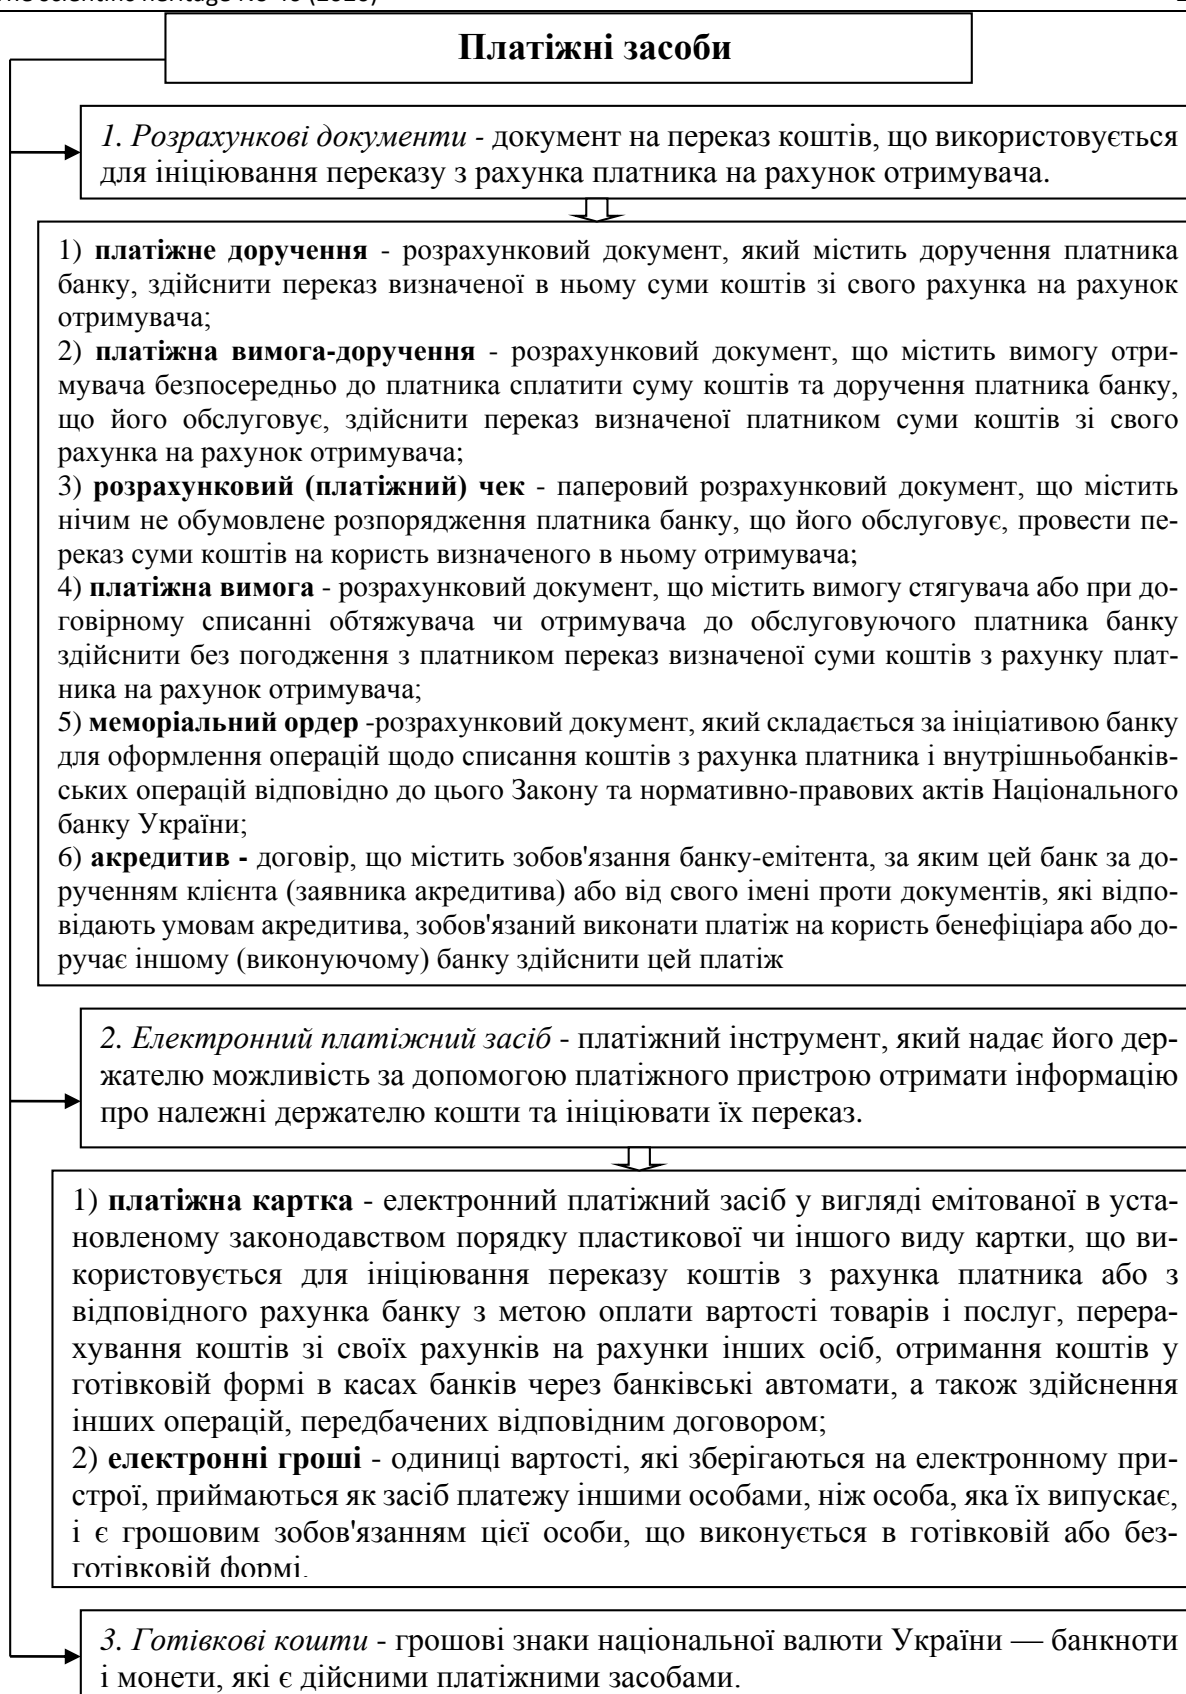 The scientific heritage No 46 (2020)
Платіжні засоби
1. Розрахункові документи - документ на переказ коштів, що використовується
для ініціювання переказу з рахунка платника на рахунок отримувача.
1) платіжне доручення - розрахунковий документ, який містить доручення платника
банку, здійснити переказ визначеної в ньому суми коштів зі свого рахунка на рахунок
отримувача;
2) платіжна вимога-доручення - розрахунковий документ, що містить вимогу отри-
мувача безпосередньо до платника сплатити суму коштів та доручення платника банку,
що його обслуговує, здійснити переказ визначеної платником суми коштів зі свого
рахунка на рахунок отримувача;
3) розрахунковий (платіжний) чек - паперовий розрахунковий документ, що містить
нічим не обумовлене розпорядження платника банку, що його обслуговує, провести пе-
реказ суми коштів на користь визначеного в ньому отримувача;
4) платіжна вимога - розрахунковий документ, що містить вимогу стягувача або при до-
говірному списанні обтяжувача чи отримувача до обслуговуючого платника банку
здійснити без погодження з платником переказ визначеної суми коштів з рахунку плат-
ника на рахунок отримувача;
5) меморіальний ордер -розрахунковий документ, який складається за ініціативою банку
для оформлення операцій щодо списання коштів з рахунка платника і внутрішньобанків-
ських операцій відповідно до цього Закону та нормативно-правових актів Національного
банку України;
6) акредитив - договір, що містить зобов'язання банку-емітента, за яким цей банк за до-
рученням клієнта (заявника акредитива) або від свого імені проти документів, які відпо-
відають умовам акредитива, зобов'язаний виконати платіж на користь бенефіціара або до-
ручає іншому (виконуючому) банку здійснити цей платіж
2. Електронний платіжний засіб - платіжний інструмент, який надає його дер-
жателю можливість за допомогою платіжного пристрою отримати інформацію
про належні держателю кошти та ініціювати їх переказ.
1) платіжна картка - електронний платіжний засіб у вигляді емітованої в уста-
новленому законодавством порядку пластикової чи іншого виду картки, що ви-
користовується для ініціювання переказу коштів з рахунка платника або з
відповідного рахунка банку з метою оплати вартості товарів і послуг, перера-
хування коштів зі своїх рахунків на рахунки інших осіб, отримання коштів у
готівковій формі в касах банків через банківські автомати, а також здійснення
інших операцій, передбачених відповідним договором;
2) електронні гроші - одиниці вартості, які зберігаються на електронному при-
строї, приймаються як засіб платежу іншими особами, ніж особа, яка їх випускає,
і є грошовим зобов'язанням цієї особи, що виконується в готівковій або без-
готівковій формі.
3. Готівкові кошти - грошові знаки національної валюти України — банкноти
і монети, які є дійсними платіжними засобами.